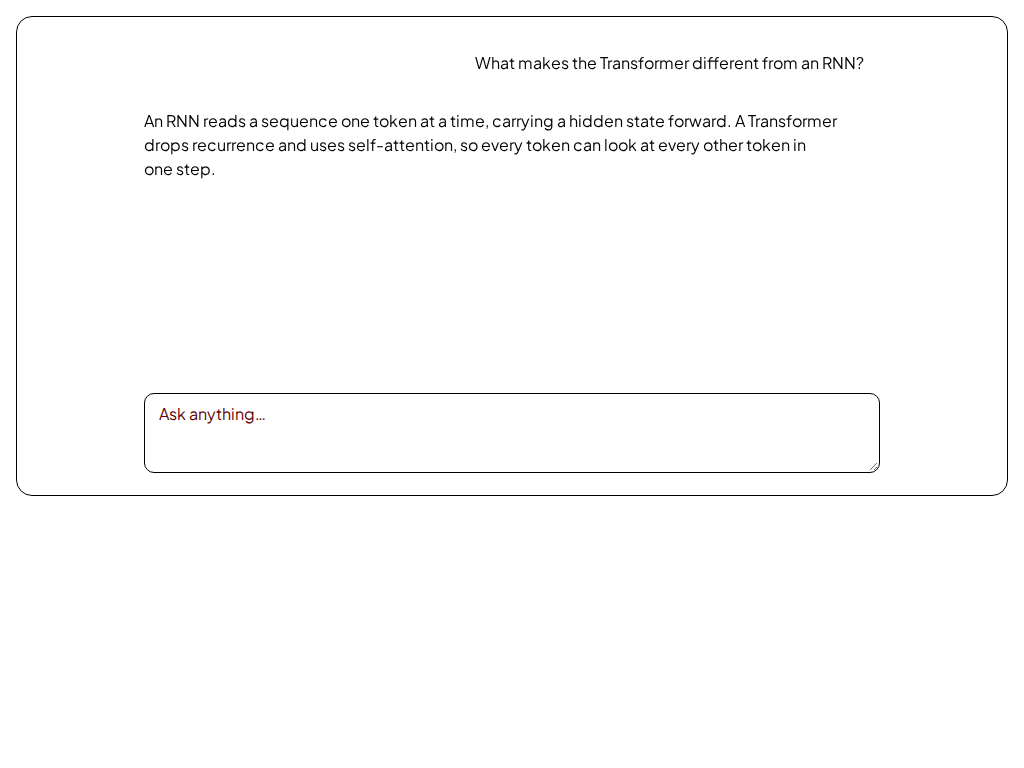 What makes the Transformer different from an RNN?
An RNN reads a sequence one token at a time, carrying a hidden state forward. A Transformer
drops recurrence and uses self-attention, so every token can look at every other token in
one step.
Ask anything…